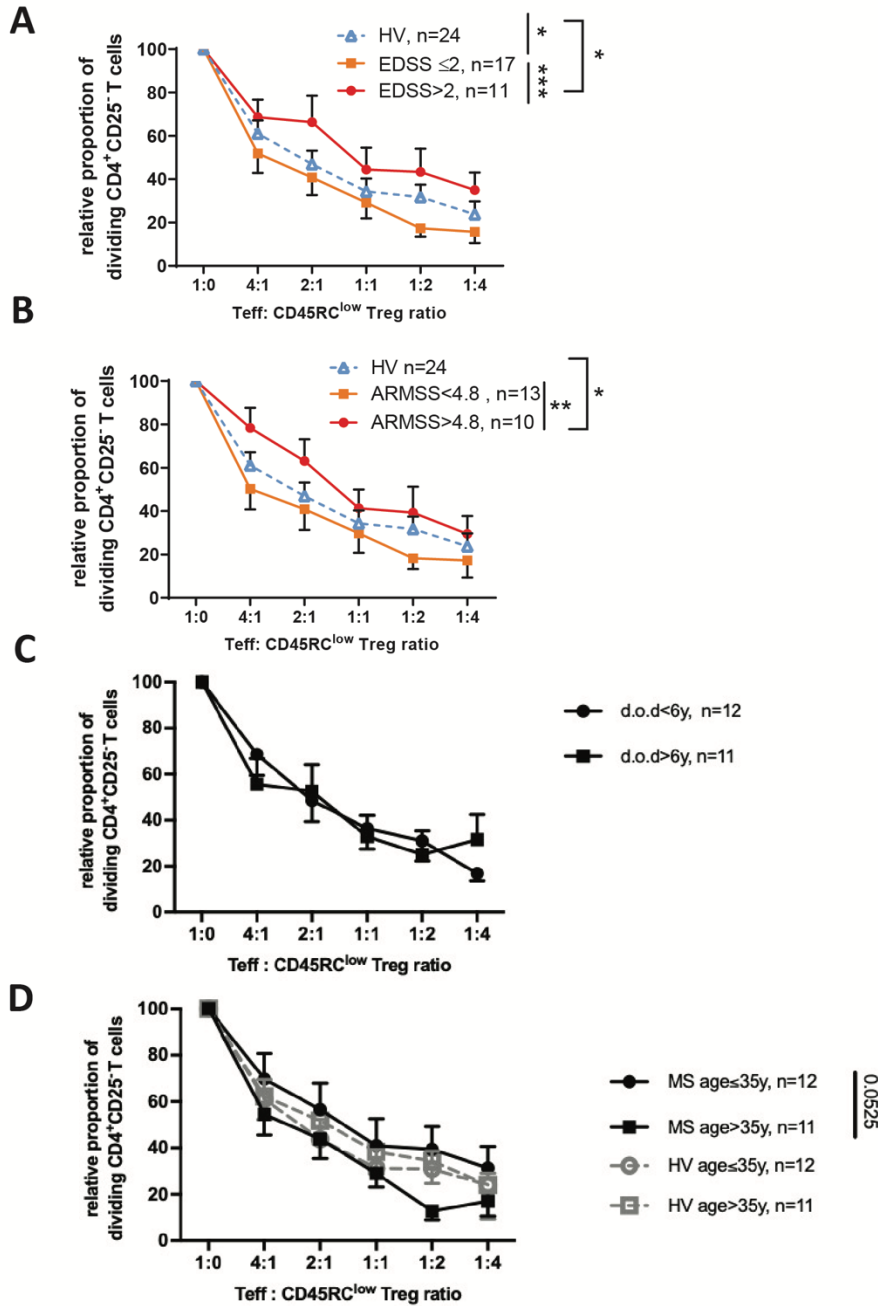 A
relative proportion of
dividing CD4⁺CD25⁻ T cells
100
80
60
40
20
0
1:0 4:1 2:1 1:1 1:2 1:4
Teff: CD45RCˡᵒʷ Treg ratio
HV, n=24
EDSS ≤2, n=17
EDSS>2, n=11
*
***
*
B
relative proportion of
dividing CD4⁺CD25⁻ T cells
100
80
60
40
20
0
1:0 4:1 2:1 1:1 1:2 1:4
Teff: CD45RCˡᵒʷ Treg ratio
HV n=24
ARMSS<4.8 , n=13
ARMSS>4.8, n=10
**
*
C
relative proportion of
dividing CD4⁺CD25⁻T cells
100
80
60
40
20
0
1:0 4:1 2:1 1:1 1:2 1:4
Teff : CD45RCˡᵒʷ Treg ratio
d.o.d<6y, n=12
d.o.d>6y, n=11
D
relative proportion of
dividing CD4⁺CD25⁻T cells
100
80
60
40
20
0
1:0 4:1 2:1 1:1 1:2 1:4
Teff : CD45RCˡᵒʷ Treg ratio
MS age≤35y, n=12
MS age>35y, n=11
HV age≤35y, n=12
HV age>35y, n=11
0.0525